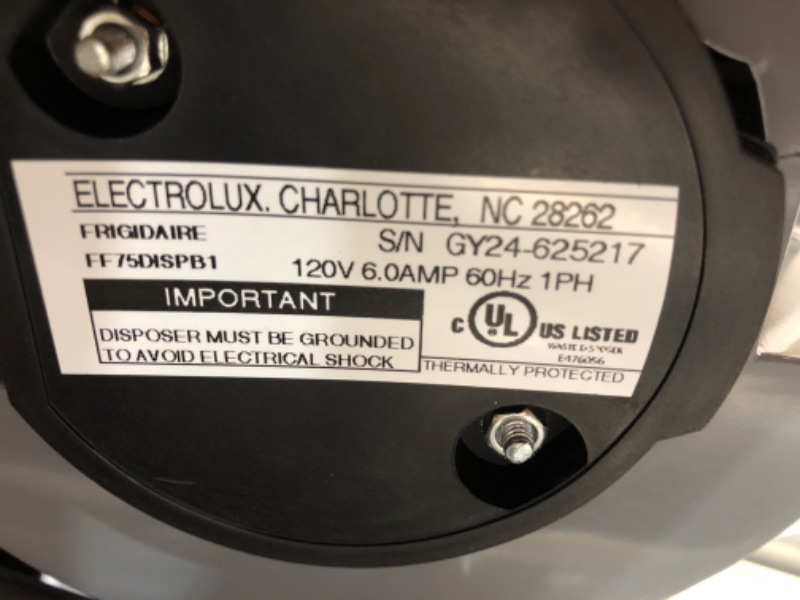 ELECTROLUX. CHARLOTTE, NC 28262
FRIGIDAIRE S/N GY24-625217
FF75DISPB1 120V 6.0AMP 60Hz 1PH
IMPORTANT
DISPOSER MUST BE GROUNDED
TO AVOID ELECTRICAL SHOCK
C UL US LISTED
E476056
THERMALLY PROTECTED